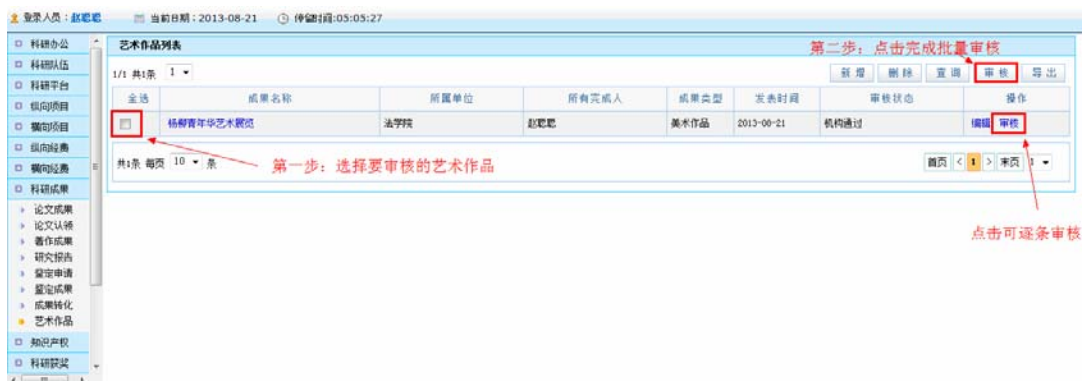 登录人员：赵聪聪 当前日期：2013-08-21 停留时间:05:05:27
科研办公
科研队伍
科研平台
纵向项目
横向项目
纵向经费
横向经费
科研成果
论文成果
论文认领
著作成果
研究报告
鉴定申请
鉴定成果
成果转化
艺术作品
知识产权
科研获奖
艺术作品列表
第二步：点击完成批量审核
1/1 共1条 1
新增 删除 查询 审核 导出
全选 成果名称 所属单位 所有完成人 成果类型 发表时间 审核状态 操作
杨柳青年华艺术展览 法学院 赵聪聪 美术作品 2013-08-21 机构通过 编辑 审核
共1条 每页 10 条
首页 < 1 > 末页 1
第一步：选择要审核的艺术作品
点击可逐条审核